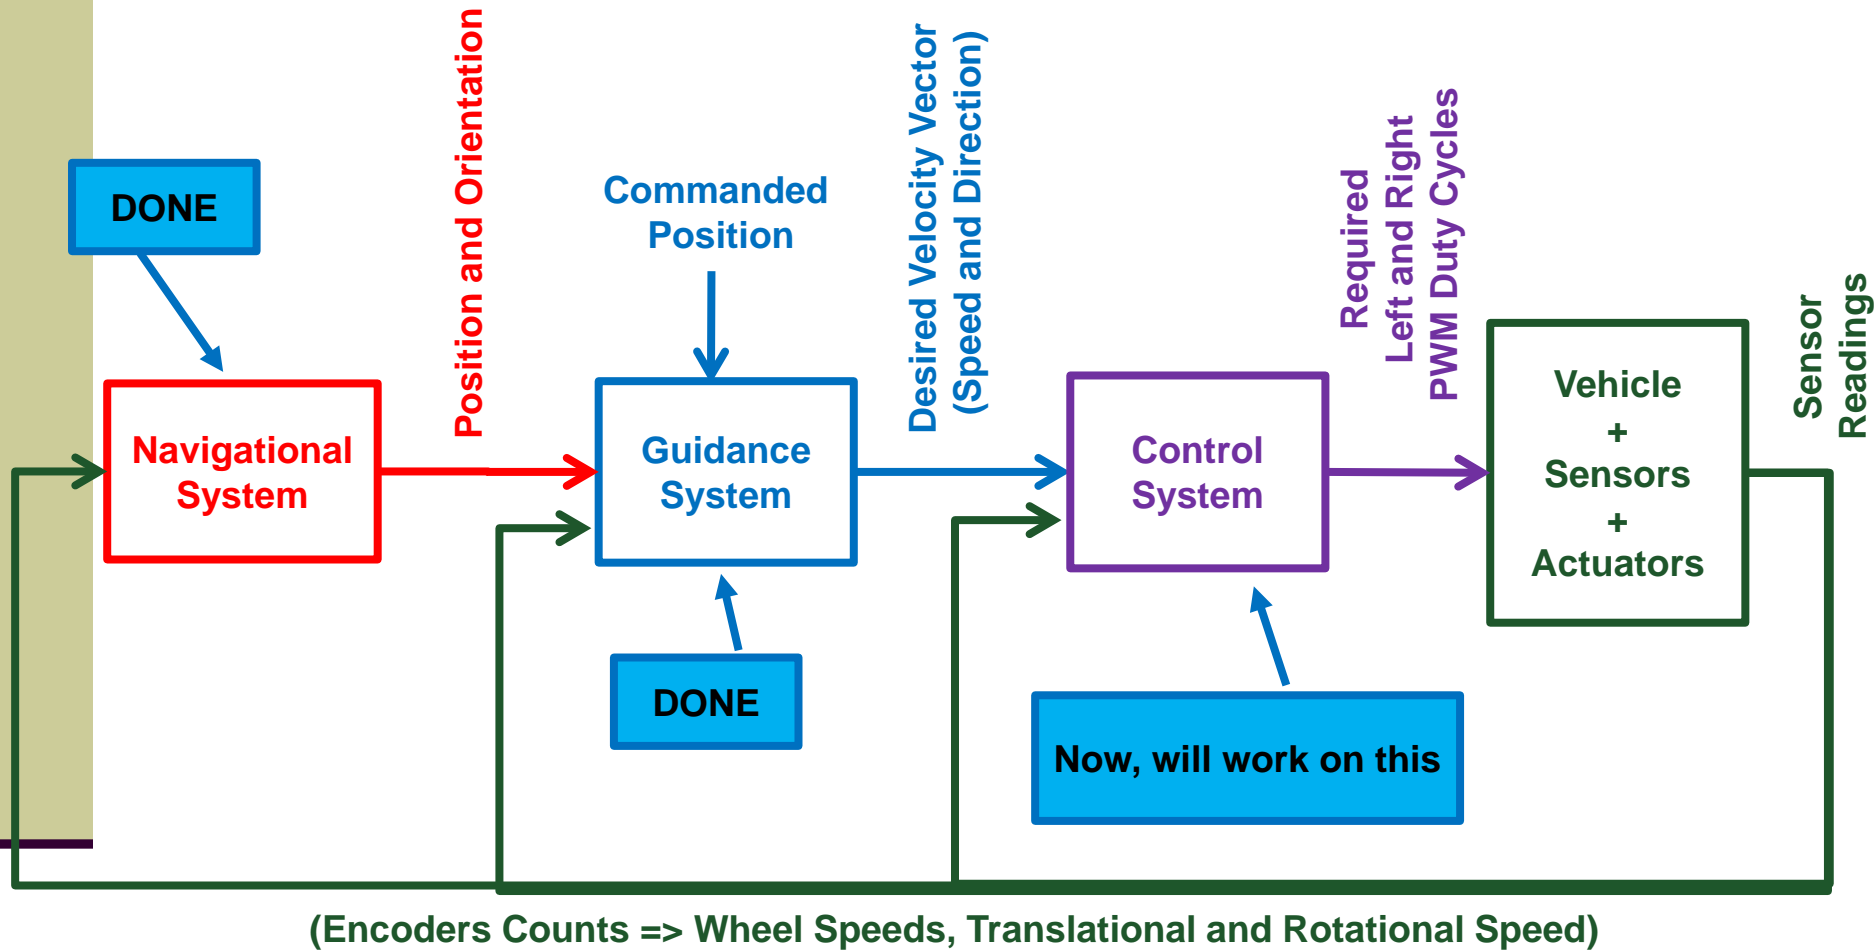 DONE
Position and Orientation
Commanded
Position
Desired Velocity Vector
(Speed and Direction)
Required
Left and Right
PWM Duty Cycles
Sensor
Readings
Navigational
System
Guidance
System
Control
System
Vehicle
+
Sensors
+
Actuators
DONE
Now, will work on this
(Encoders Counts => Wheel Speeds, Translational and Rotational Speed)